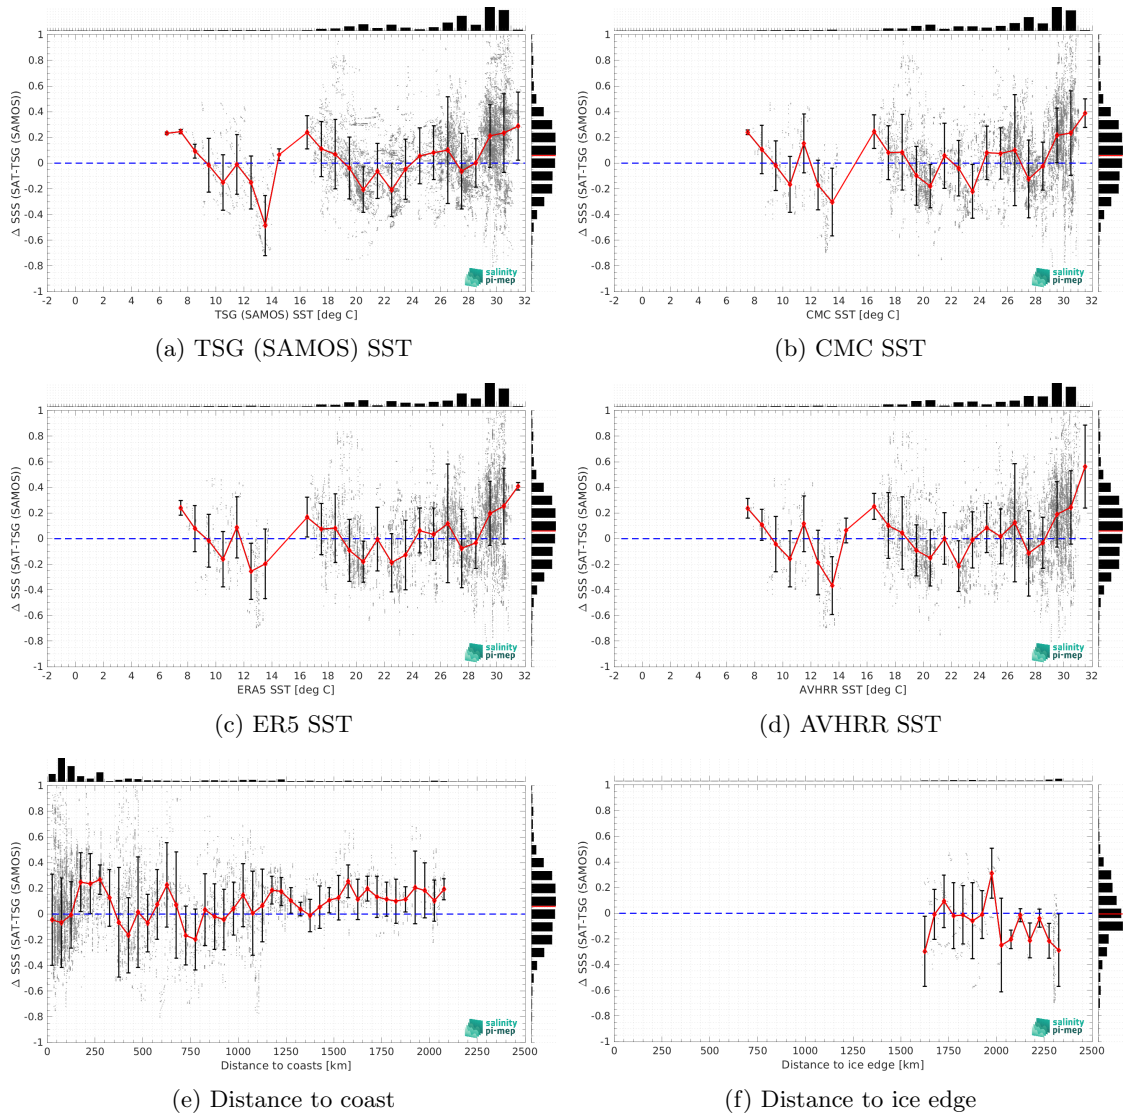 1
0.8
0.6
0.4
0.2
0
-0.2
-0.4
-0.6
-0.8
-1
Δ SSS (SAT-TSG (SAMOS))
salinity
pi-mep
-2 0 2 4 6 8 10 12 14 16 18 20 22 24 26 28 30 32
TSG (SAMOS) SST [deg C]
(a) TSG (SAMOS) SST
1
0.8
0.6
0.4
0.2
0
-0.2
-0.4
-0.6
-0.8
-1
Δ SSS (SAT-TSG (SAMOS))
salinity
pi-mep
-2 0 2 4 6 8 10 12 14 16 18 20 22 24 26 28 30 32
CMC SST [deg C]
(b) CMC SST
1
0.8
0.6
0.4
0.2
0
-0.2
-0.4
-0.6
-0.8
-1
Δ SSS (SAT-TSG (SAMOS))
salinity
pi-mep
-2 0 2 4 6 8 10 12 14 16 18 20 22 24 26 28 30 32
ERA5 SST [deg C]
(c) ER5 SST
1
0.8
0.6
0.4
0.2
0
-0.2
-0.4
-0.6
-0.8
-1
Δ SSS (SAT-TSG (SAMOS))
salinity
pi-mep
-2 0 2 4 6 8 10 12 14 16 18 20 22 24 26 28 30 32
AVHRR SST [deg C]
(d) AVHRR SST
1
0.8
0.6
0.4
0.2
0
-0.2
-0.4
-0.6
-0.8
-1
Δ SSS (SAT-TSG (SAMOS))
salinity
pi-mep
0 250 500 750 1000 1250 1500 1750 2000 2250 2500
Distance to coasts [km]
(e) Distance to coast
1
0.8
0.6
0.4
0.2
0
-0.2
-0.4
-0.6
-0.8
-1
Δ SSS (SAT-TSG (SAMOS))
salinity
pi-mep
0 250 500 750 1000 1250 1500 1750 2000 2250 2500
Distance to ice edge [km]
(f) Distance to ice edge